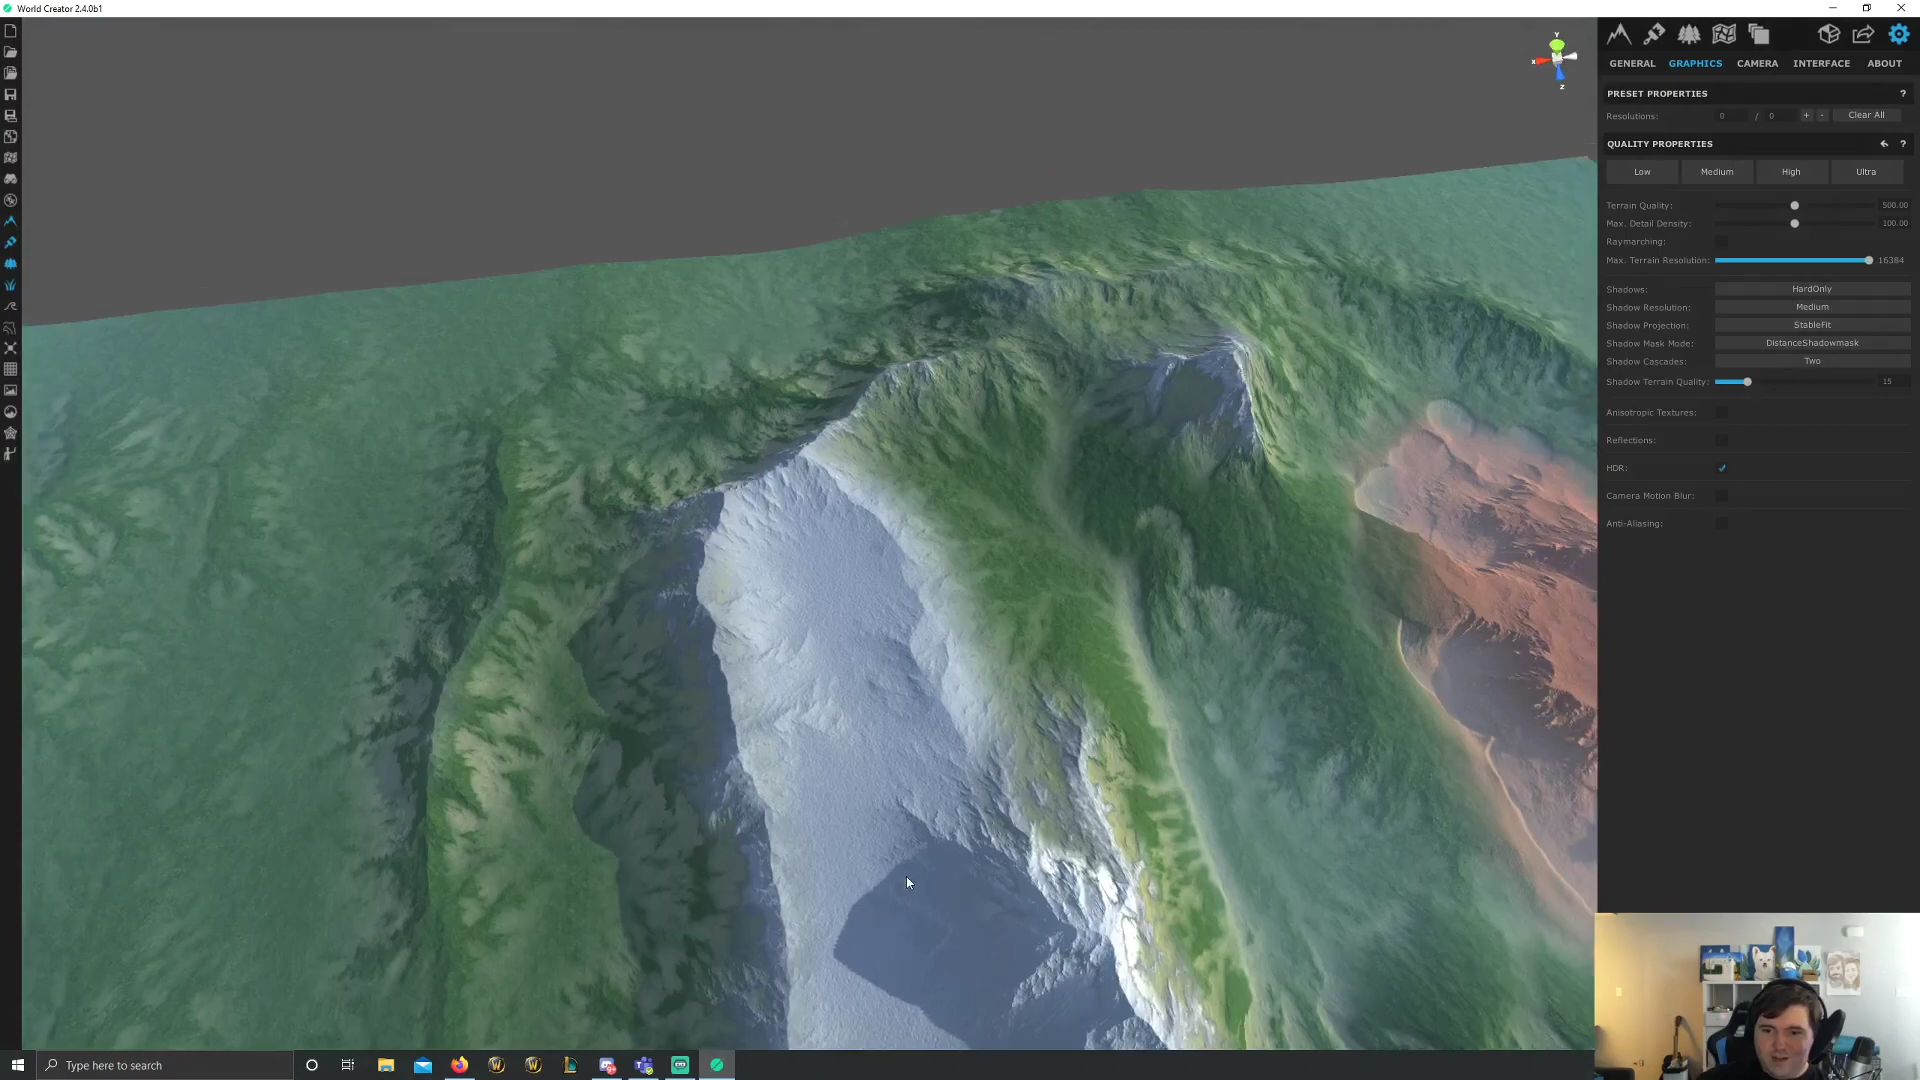 World Creator 2.4.0b1
Y
X
Z
GENERAL GRAPHICS CAMERA INTERFACE ABOUT
PRESET PROPERTIES ?
Resolutions: 0 / 0 + - Clear All
QUALITY PROPERTIES ?
Low Medium High Ultra
Terrain Quality: 500.00
Max. Detail Density: 100.00
Raymarching:
Max. Terrain Resolution: 16384
Shadows: HardOnly
Shadow Resolution: Medium
Shadow Projection: StableFit
Shadow Mask Mode: DistanceShadowmask
Shadow Cascades: Two
Shadow Terrain Quality: 15
Anisotropic Textures:
Reflections:
HDR:
Camera Motion Blur:
Anti-Aliasing:
Type here to search